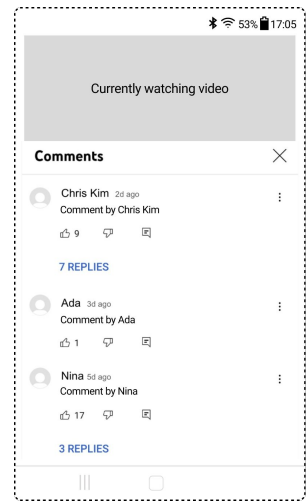 53% 17:05
Currently watching video
Comments
Chris Kim 2d ago
Comment by Chris Kim
9
7 REPLIES
Ada 3d ago
Comment by Ada
1
Nina 5d ago
Comment by Nina
17
3 REPLIES